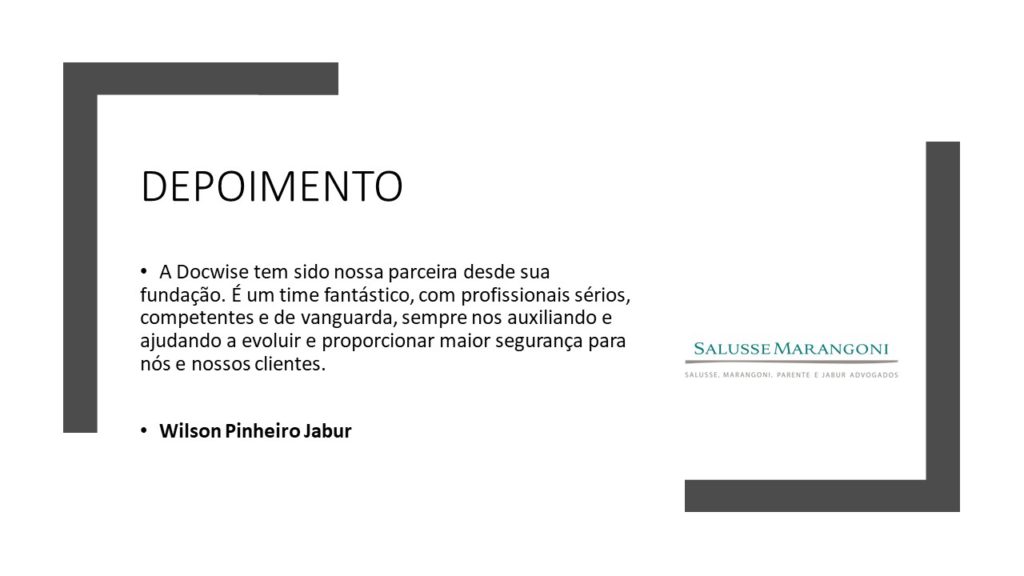 DEPOIMENTO
• A Docwise tem sido nossa parceira desde sua
fundação. É um time fantástico, com profissionais sérios,
competentes e de vanguarda, sempre nos auxiliando e
ajudando a evoluir e proporcionar maior segurança para
nós e nossos clientes.
• Wilson Pinheiro Jabur
SALUSSE MARANGONI
SALUSSE, MARANGONI, PARENTE E JABUR ADVOGADOS